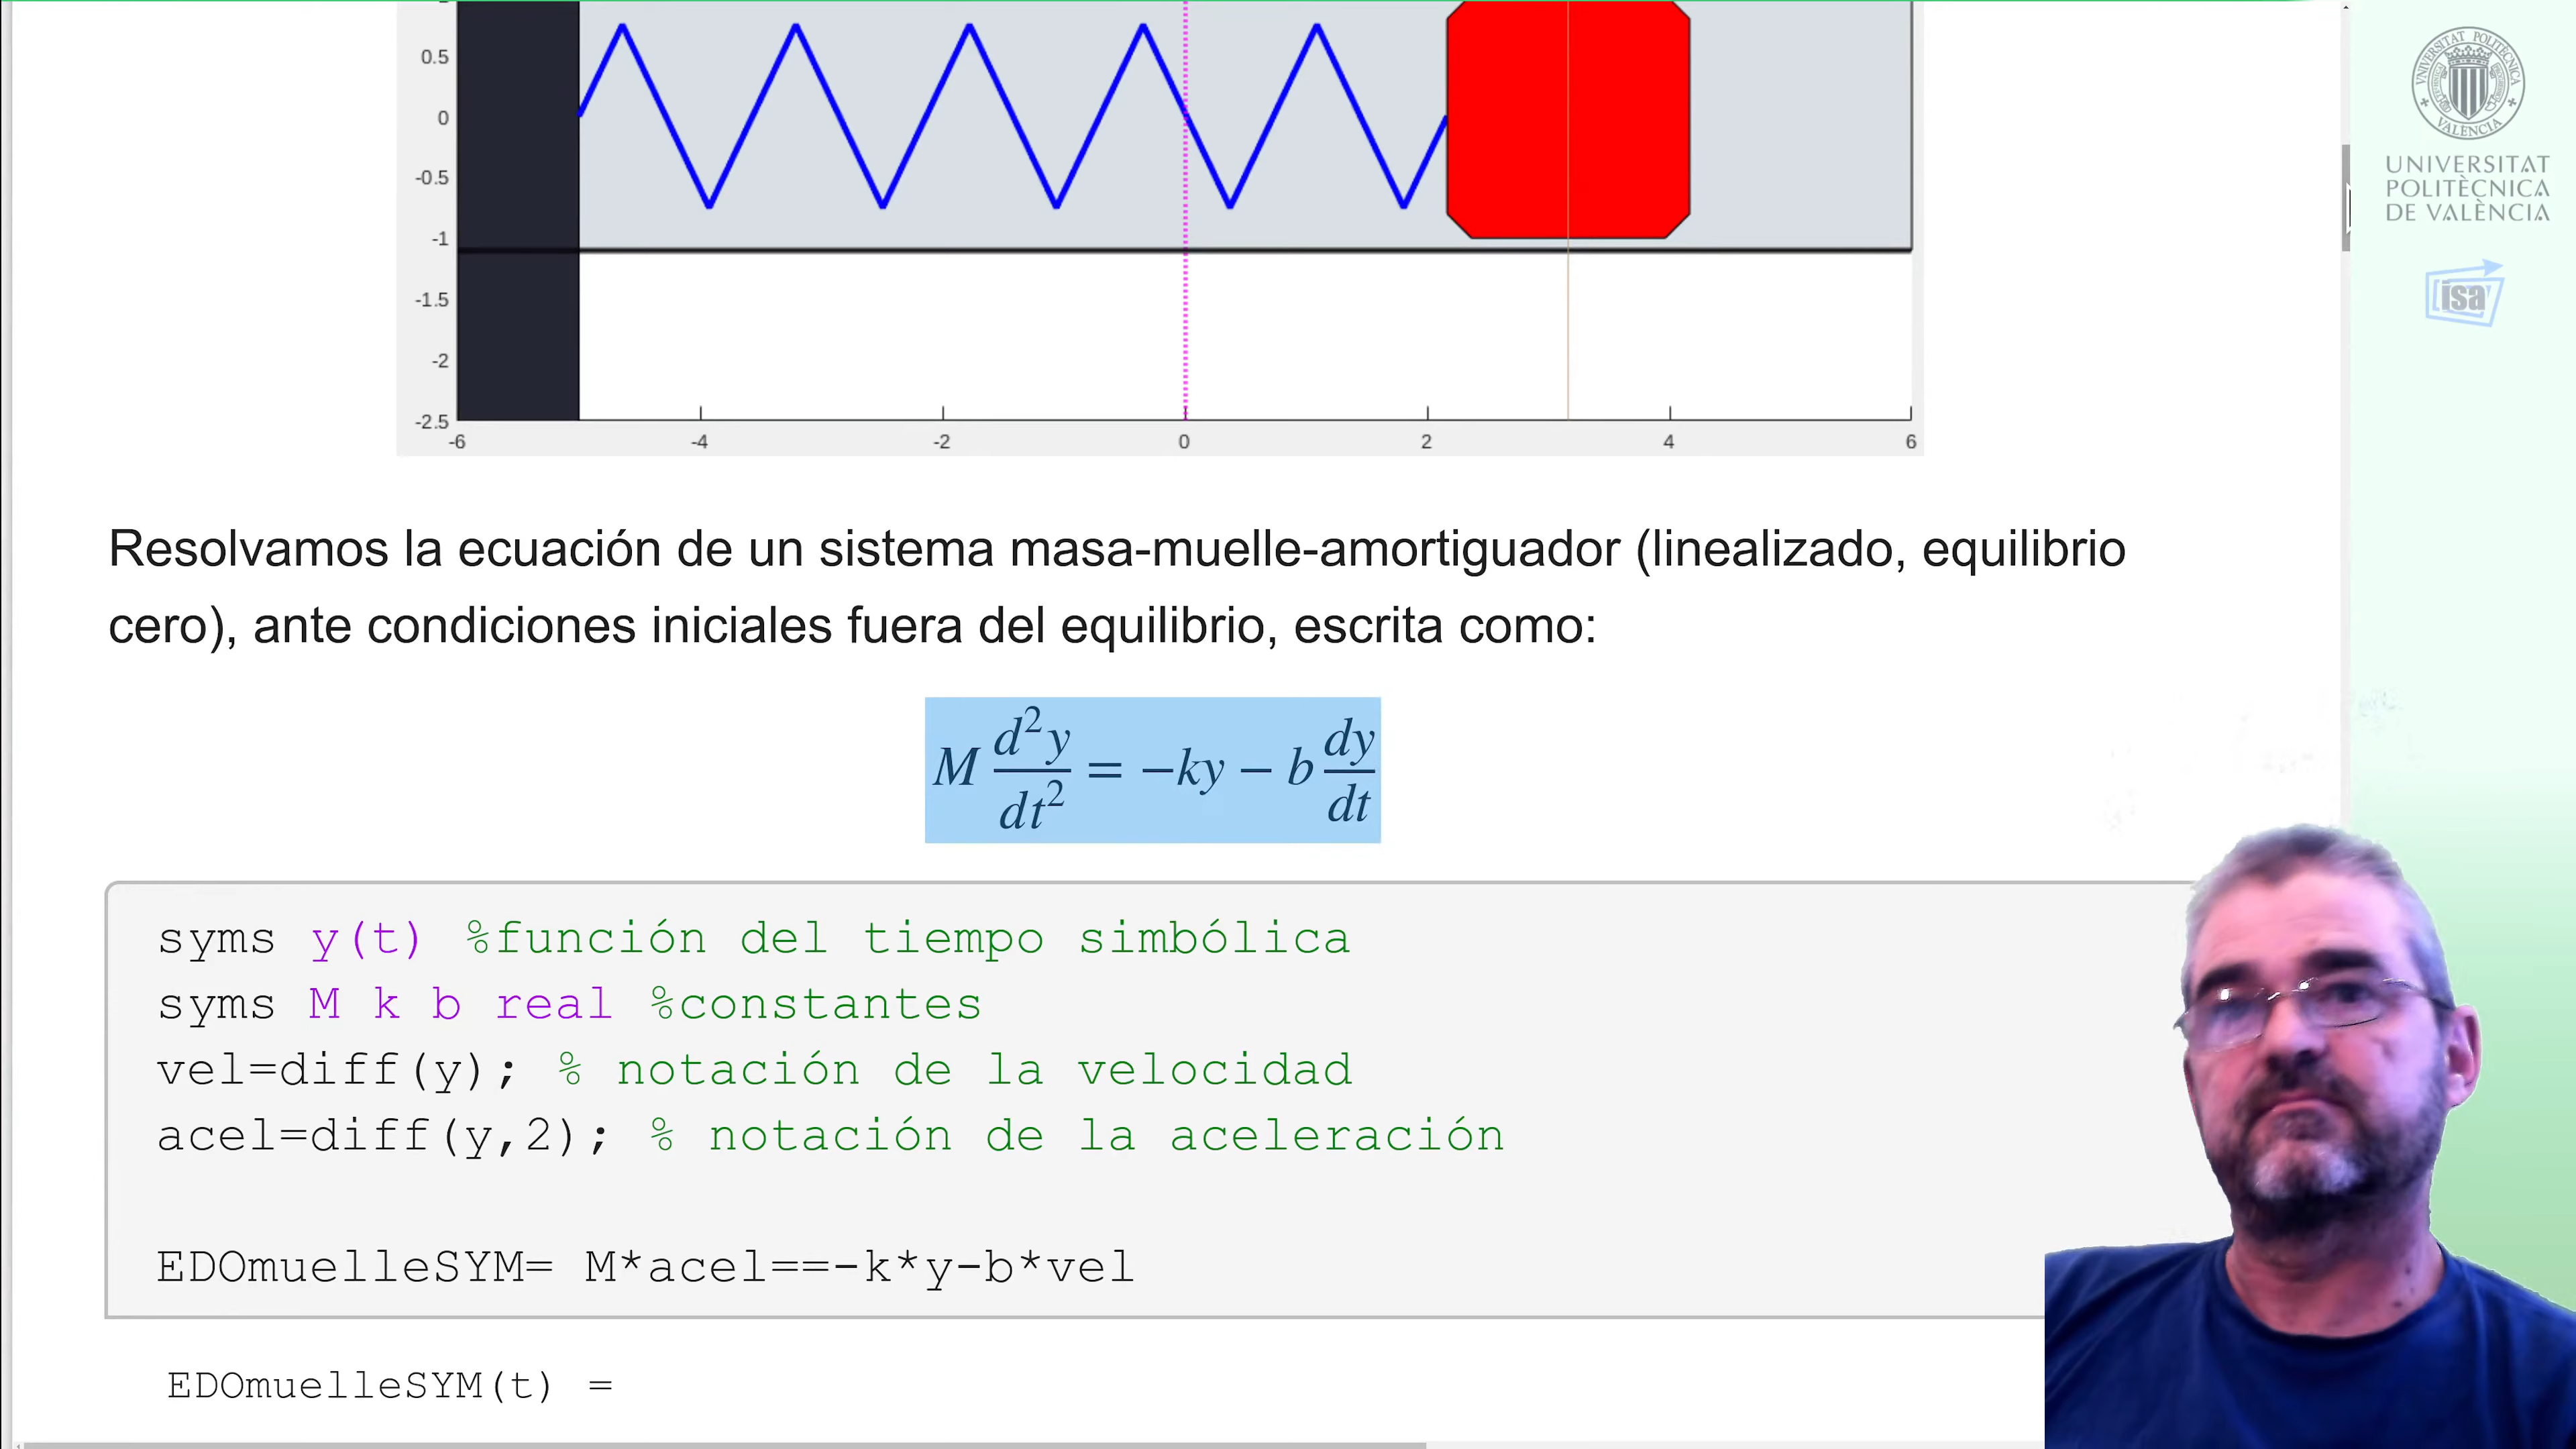 0.5
0
-0.5
-1
-1.5
-2
-2.5
-6 -4 -2 0 2 4 6
UNIVERSITAT POLITÈCNICA
VALÈNCIA
UNIVERSITAT
POLITÈCNICA
DE VALÈNCIA
isa
Resolvamos la ecuación de un sistema masa-muelle-amortiguador (linealizado, equilibrio
cero), ante condiciones iniciales fuera del equilibrio, escrita como:
M d²y/dt² = −ky − b dy/dt
syms y(t) %función del tiempo simbólica
syms M k b real %constantes
vel=diff(y); % notación de la velocidad
acel=diff(y,2); % notación de la aceleración
EDOmuelleSYM= M*acel==-k*y-b*vel
EDOmuelleSYM(t) =